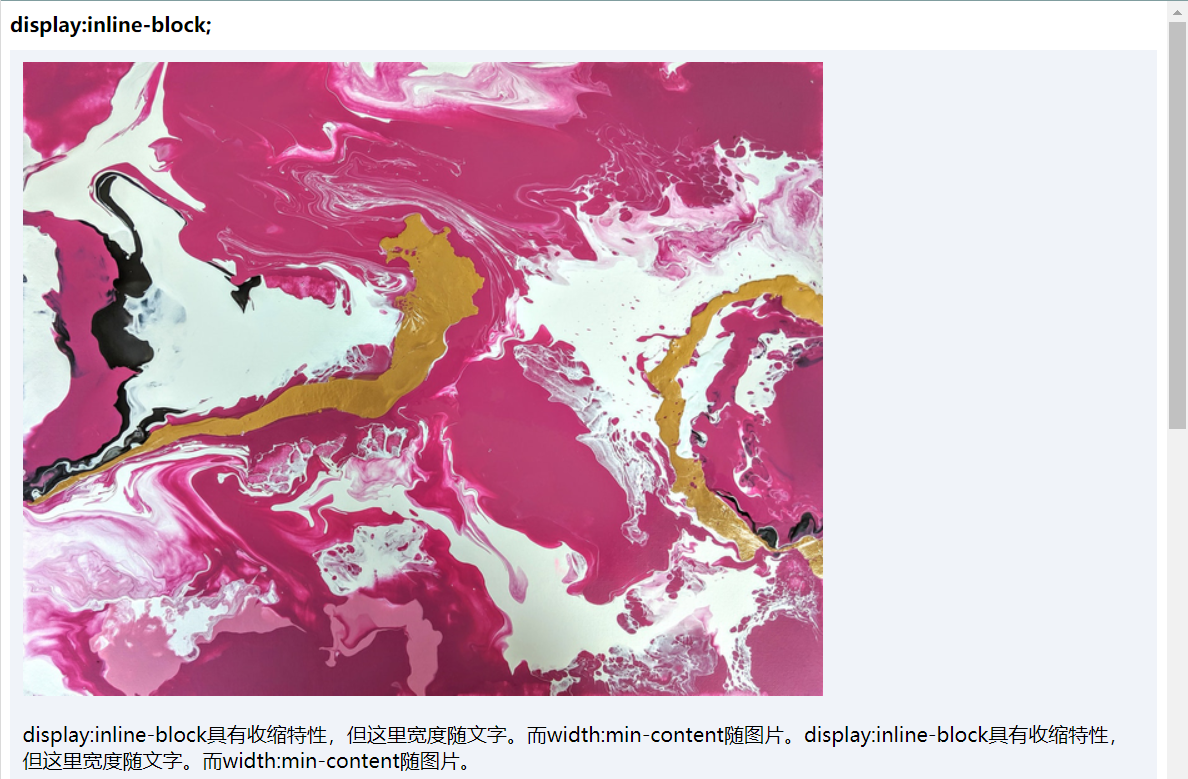 display:inline-block;
display:inline-block具有收缩特性，但这里宽度随文字。而width:min-content随图片。display:inline-block具有收缩特性，
但这里宽度随文字。而width:min-content随图片。